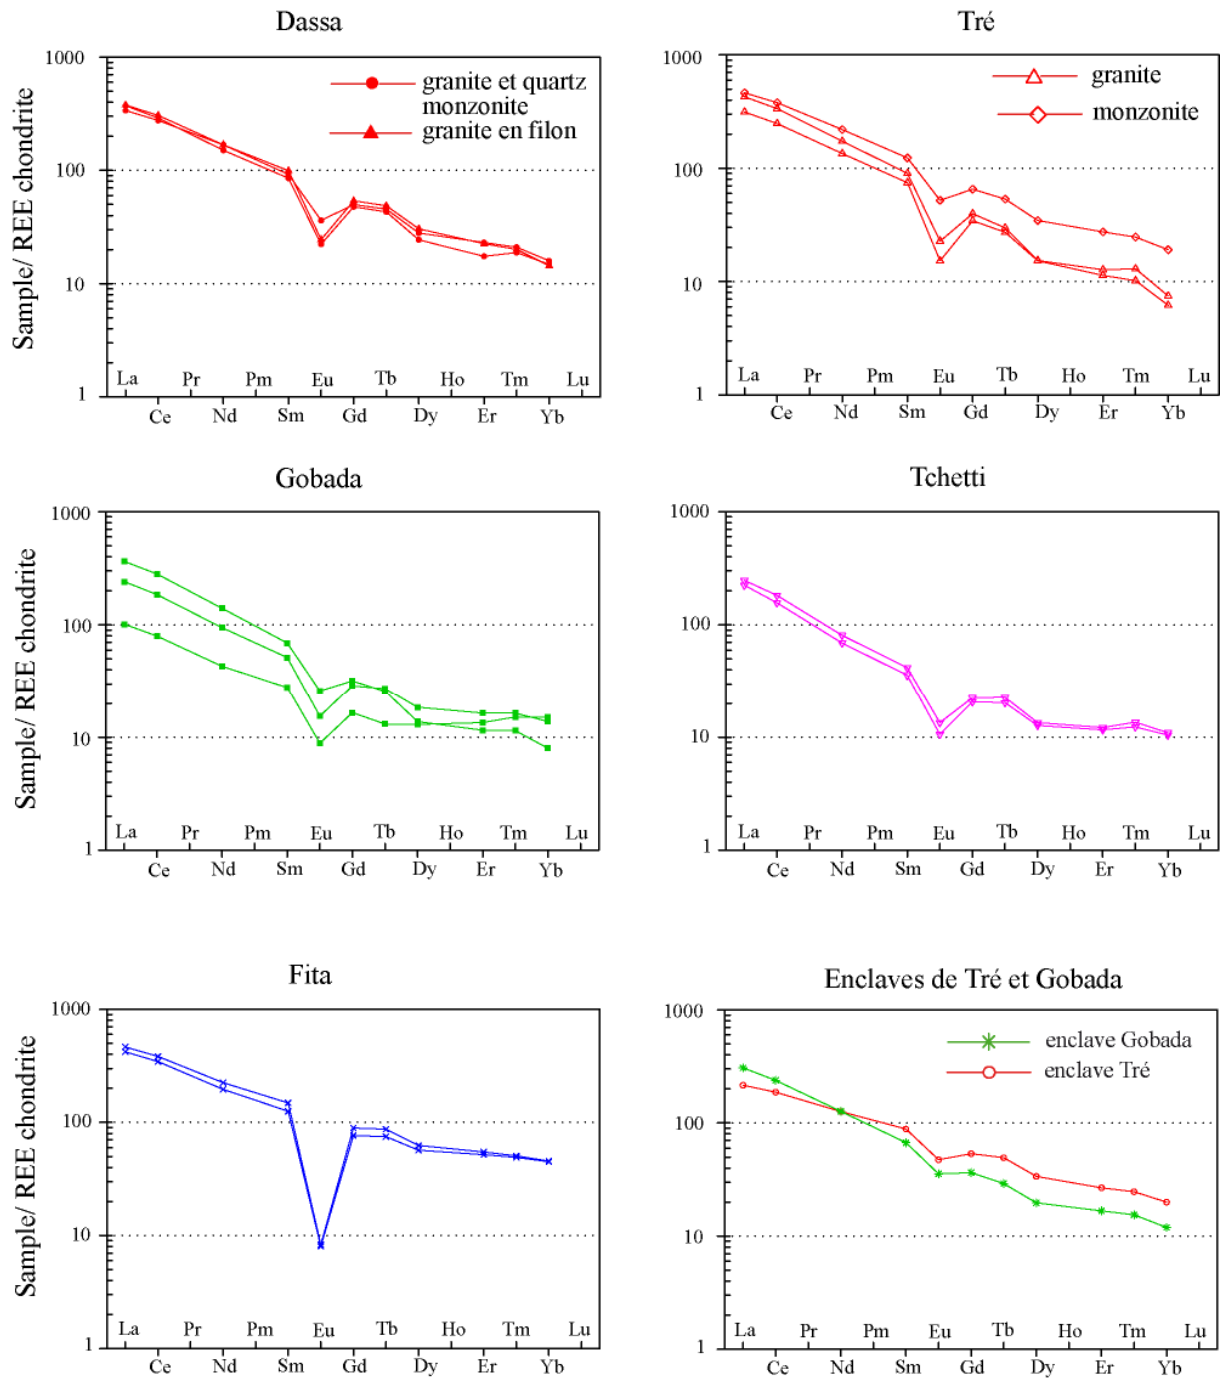 Dassa
Sample/ REE chondrite
1000
100
10
1
granite et quartz
monzonite
granite en filon
La Pr Pm Eu Tb Ho Tm Lu
Ce Nd Sm Gd Dy Er Yb
Tré
1000
100
10
1
granite
monzonite
La Pr Pm Eu Tb Ho Tm Lu
Ce Nd Sm Gd Dy Er Yb
Gobada
Sample/ REE chondrite
1000
100
10
1
La Pr Pm Eu Tb Ho Tm Lu
Ce Nd Sm Gd Dy Er Yb
Tchetti
1000
100
10
1
La Pr Pm Eu Tb Ho Tm Lu
Ce Nd Sm Gd Dy Er Yb
Fita
Sample/ REE chondrite
1000
100
10
1
La Pr Pm Eu Tb Ho Tm Lu
Ce Nd Sm Gd Dy Er Yb
Enclaves de Tré et Gobada
1000
100
10
1
enclave Gobada
enclave Tré
La Pr Pm Eu Tb Ho Tm Lu
Ce Nd Sm Gd Dy Er Yb